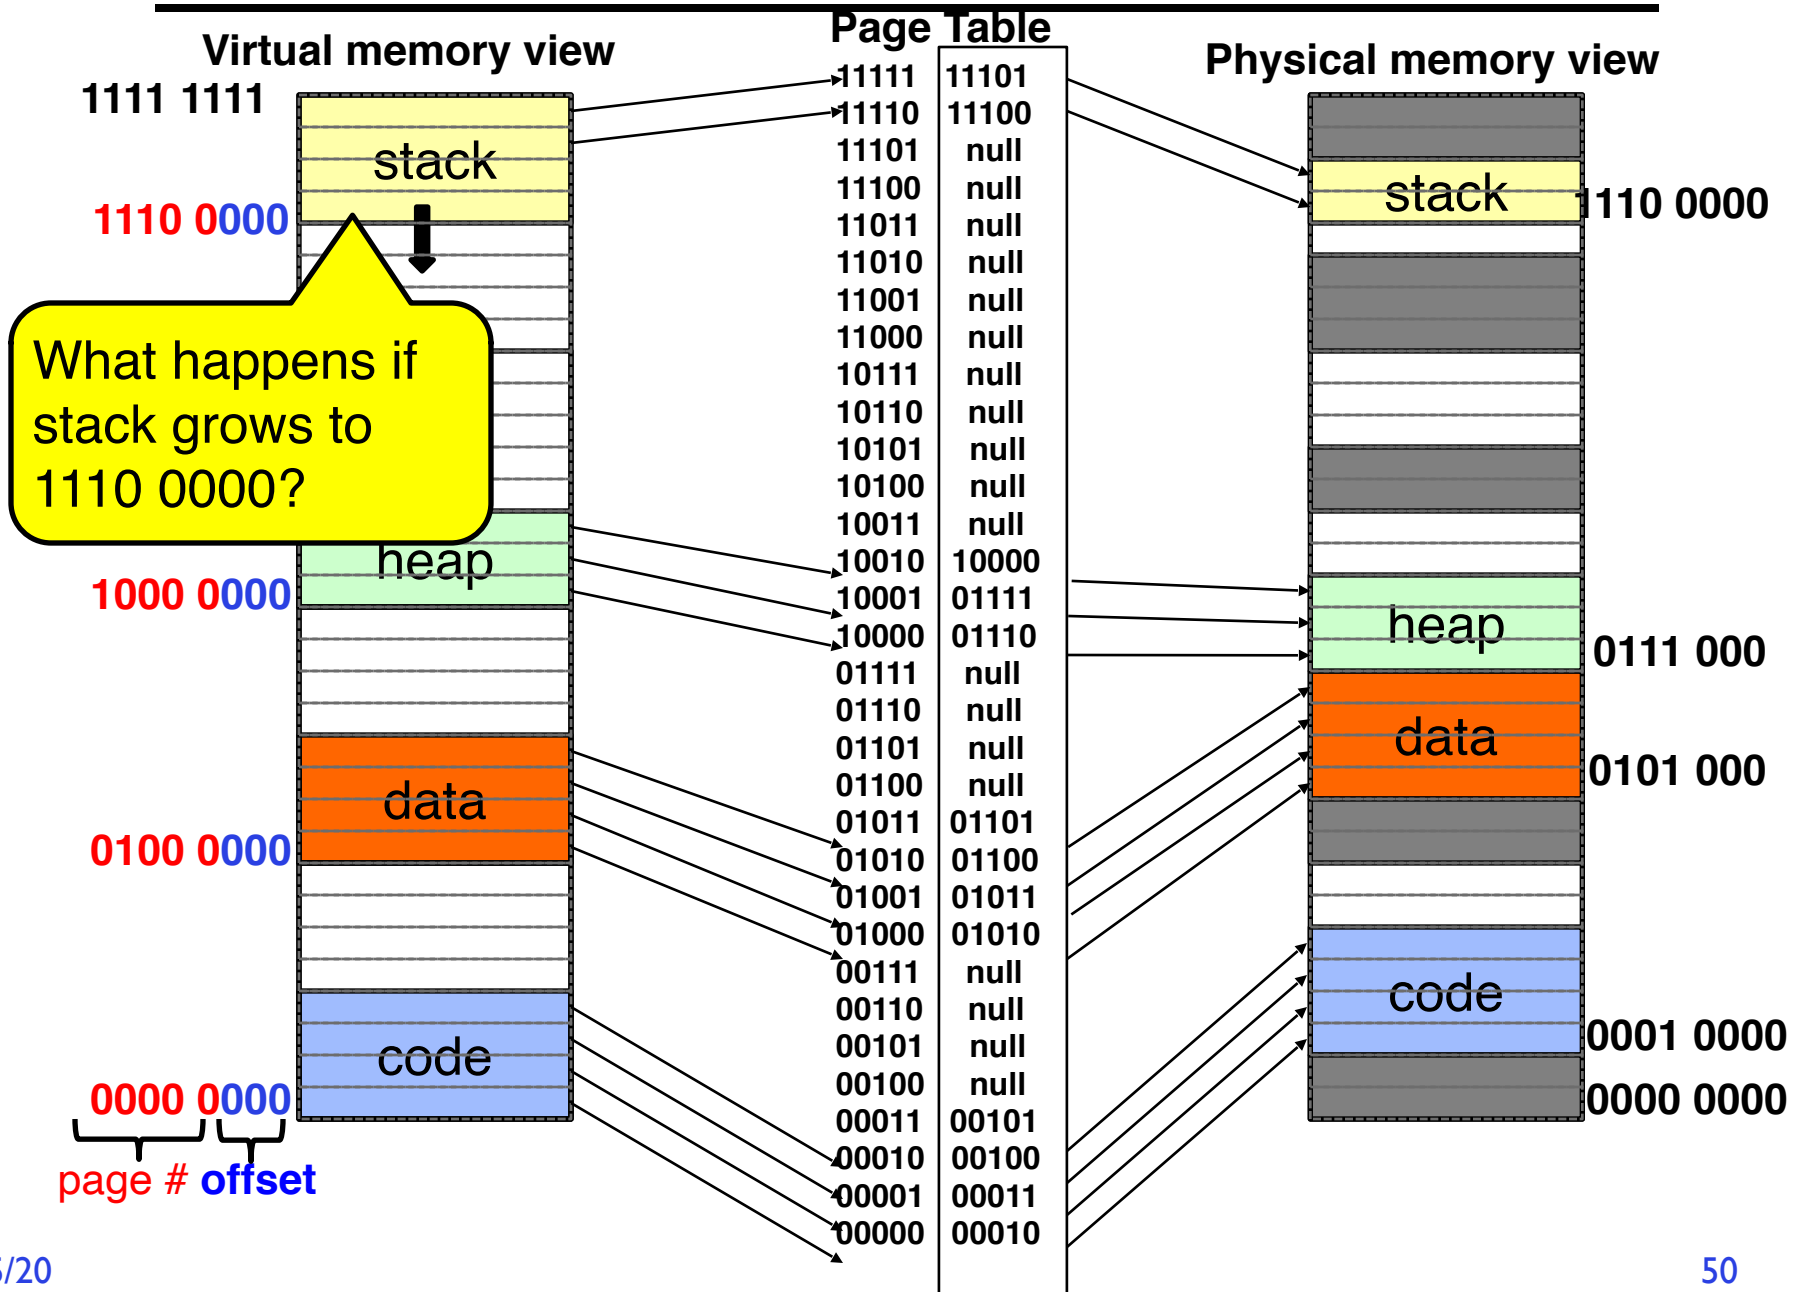 Page Table
Virtual memory view
Physical memory view
1111 1111
stack
1110 0000
What happens if
stack grows to
1110 0000?
heap
1000 0000
data
0100 0000
code
0000 0000
page # offset
11111 11101
11110 11100
11101 null
11100 null
11011 null
11010 null
11001 null
11000 null
10111 null
10110 null
10101 null
10100 null
10011 null
10010 10000
10001 01111
10000 01110
01111 null
01110 null
01101 null
01100 null
01011 01101
01010 01100
01001 01011
01000 01010
00111 null
00110 null
00101 null
00100 null
00011 00101
00010 00100
00001 00011
00000 00010
stack
1110 0000
heap
0111 000
data
0101 000
code
0001 0000
0000 0000
/20
50